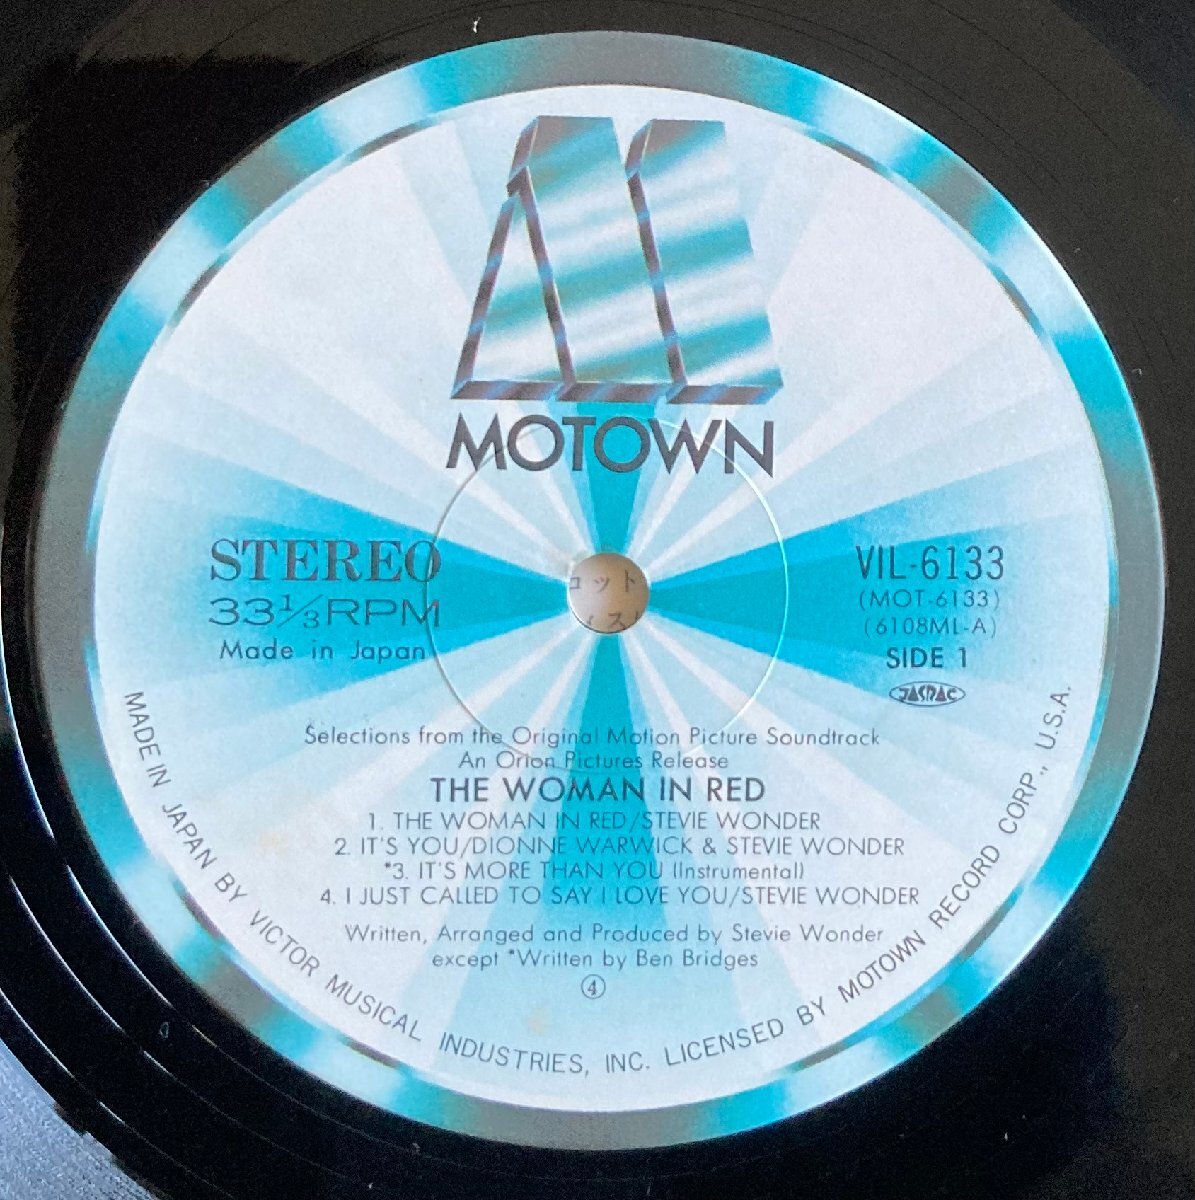 MOTOWN
STEREO
33 1/3 RPM
Made in Japan
VIL-6133
(MOT-6133)
(6108ML-A)
SIDE 1
JASRAC
Selections from the Original Motion Picture Soundtrack
An Orion Pictures Release
THE WOMAN IN RED
1. THE WOMAN IN RED/STEVIE WONDER
2. IT'S YOU/DIONNE WARWICK & STEVIE WONDER
*3. IT'S MORE THAN YOU (Instrumental)
4. I JUST CALLED TO SAY I LOVE YOU/STEVIE WONDER
Written, Arranged and Produced by Stevie Wonder
except *Written by Ben Bridges
④
MADE IN JAPAN BY VICTOR MUSICAL INDUSTRIES, INC. LICENSED BY MOTOWN RECORD CORP., U.S.A.